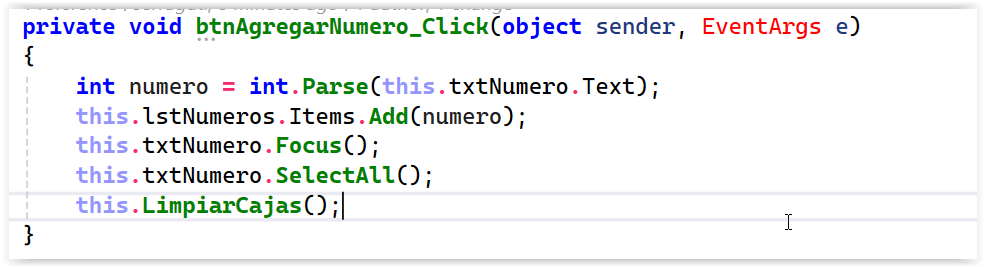 private void btnAgregarNumero_Click(object sender, EventArgs e)
{
int numero = int.Parse(this.txtNumero.Text);
this.lstNumeros.Items.Add(numero);
this.txtNumero.Focus();
this.txtNumero.SelectAll();
this.LimpiarCajas();
}